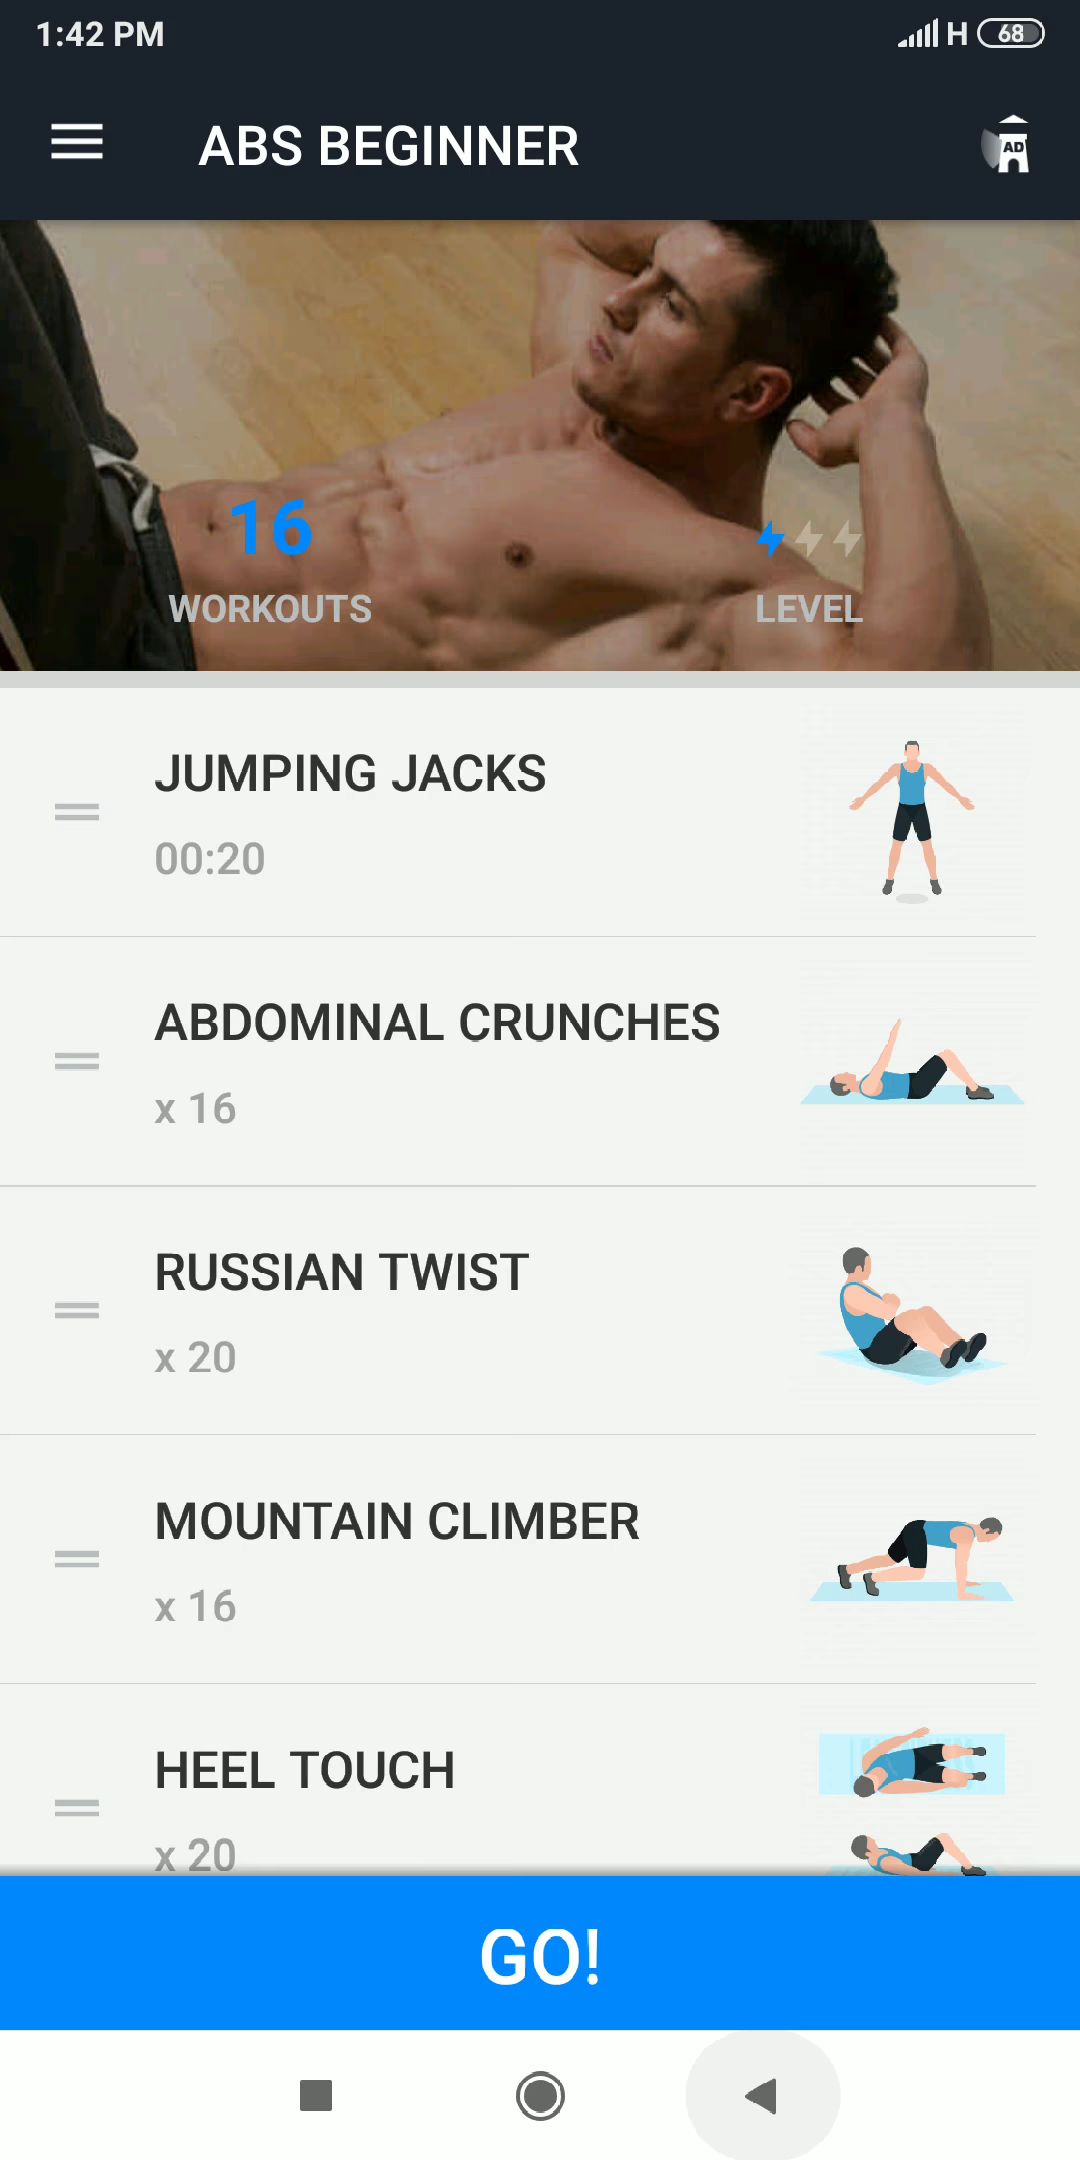 1:42 PM
H
68
ABS BEGINNER
AD
16
WORKOUTS
LEVEL
JUMPING JACKS
00:20
ABDOMINAL CRUNCHES
x 16
RUSSIAN TWIST
x 20
MOUNTAIN CLIMBER
x 16
HEEL TOUCH
x 20
GO!